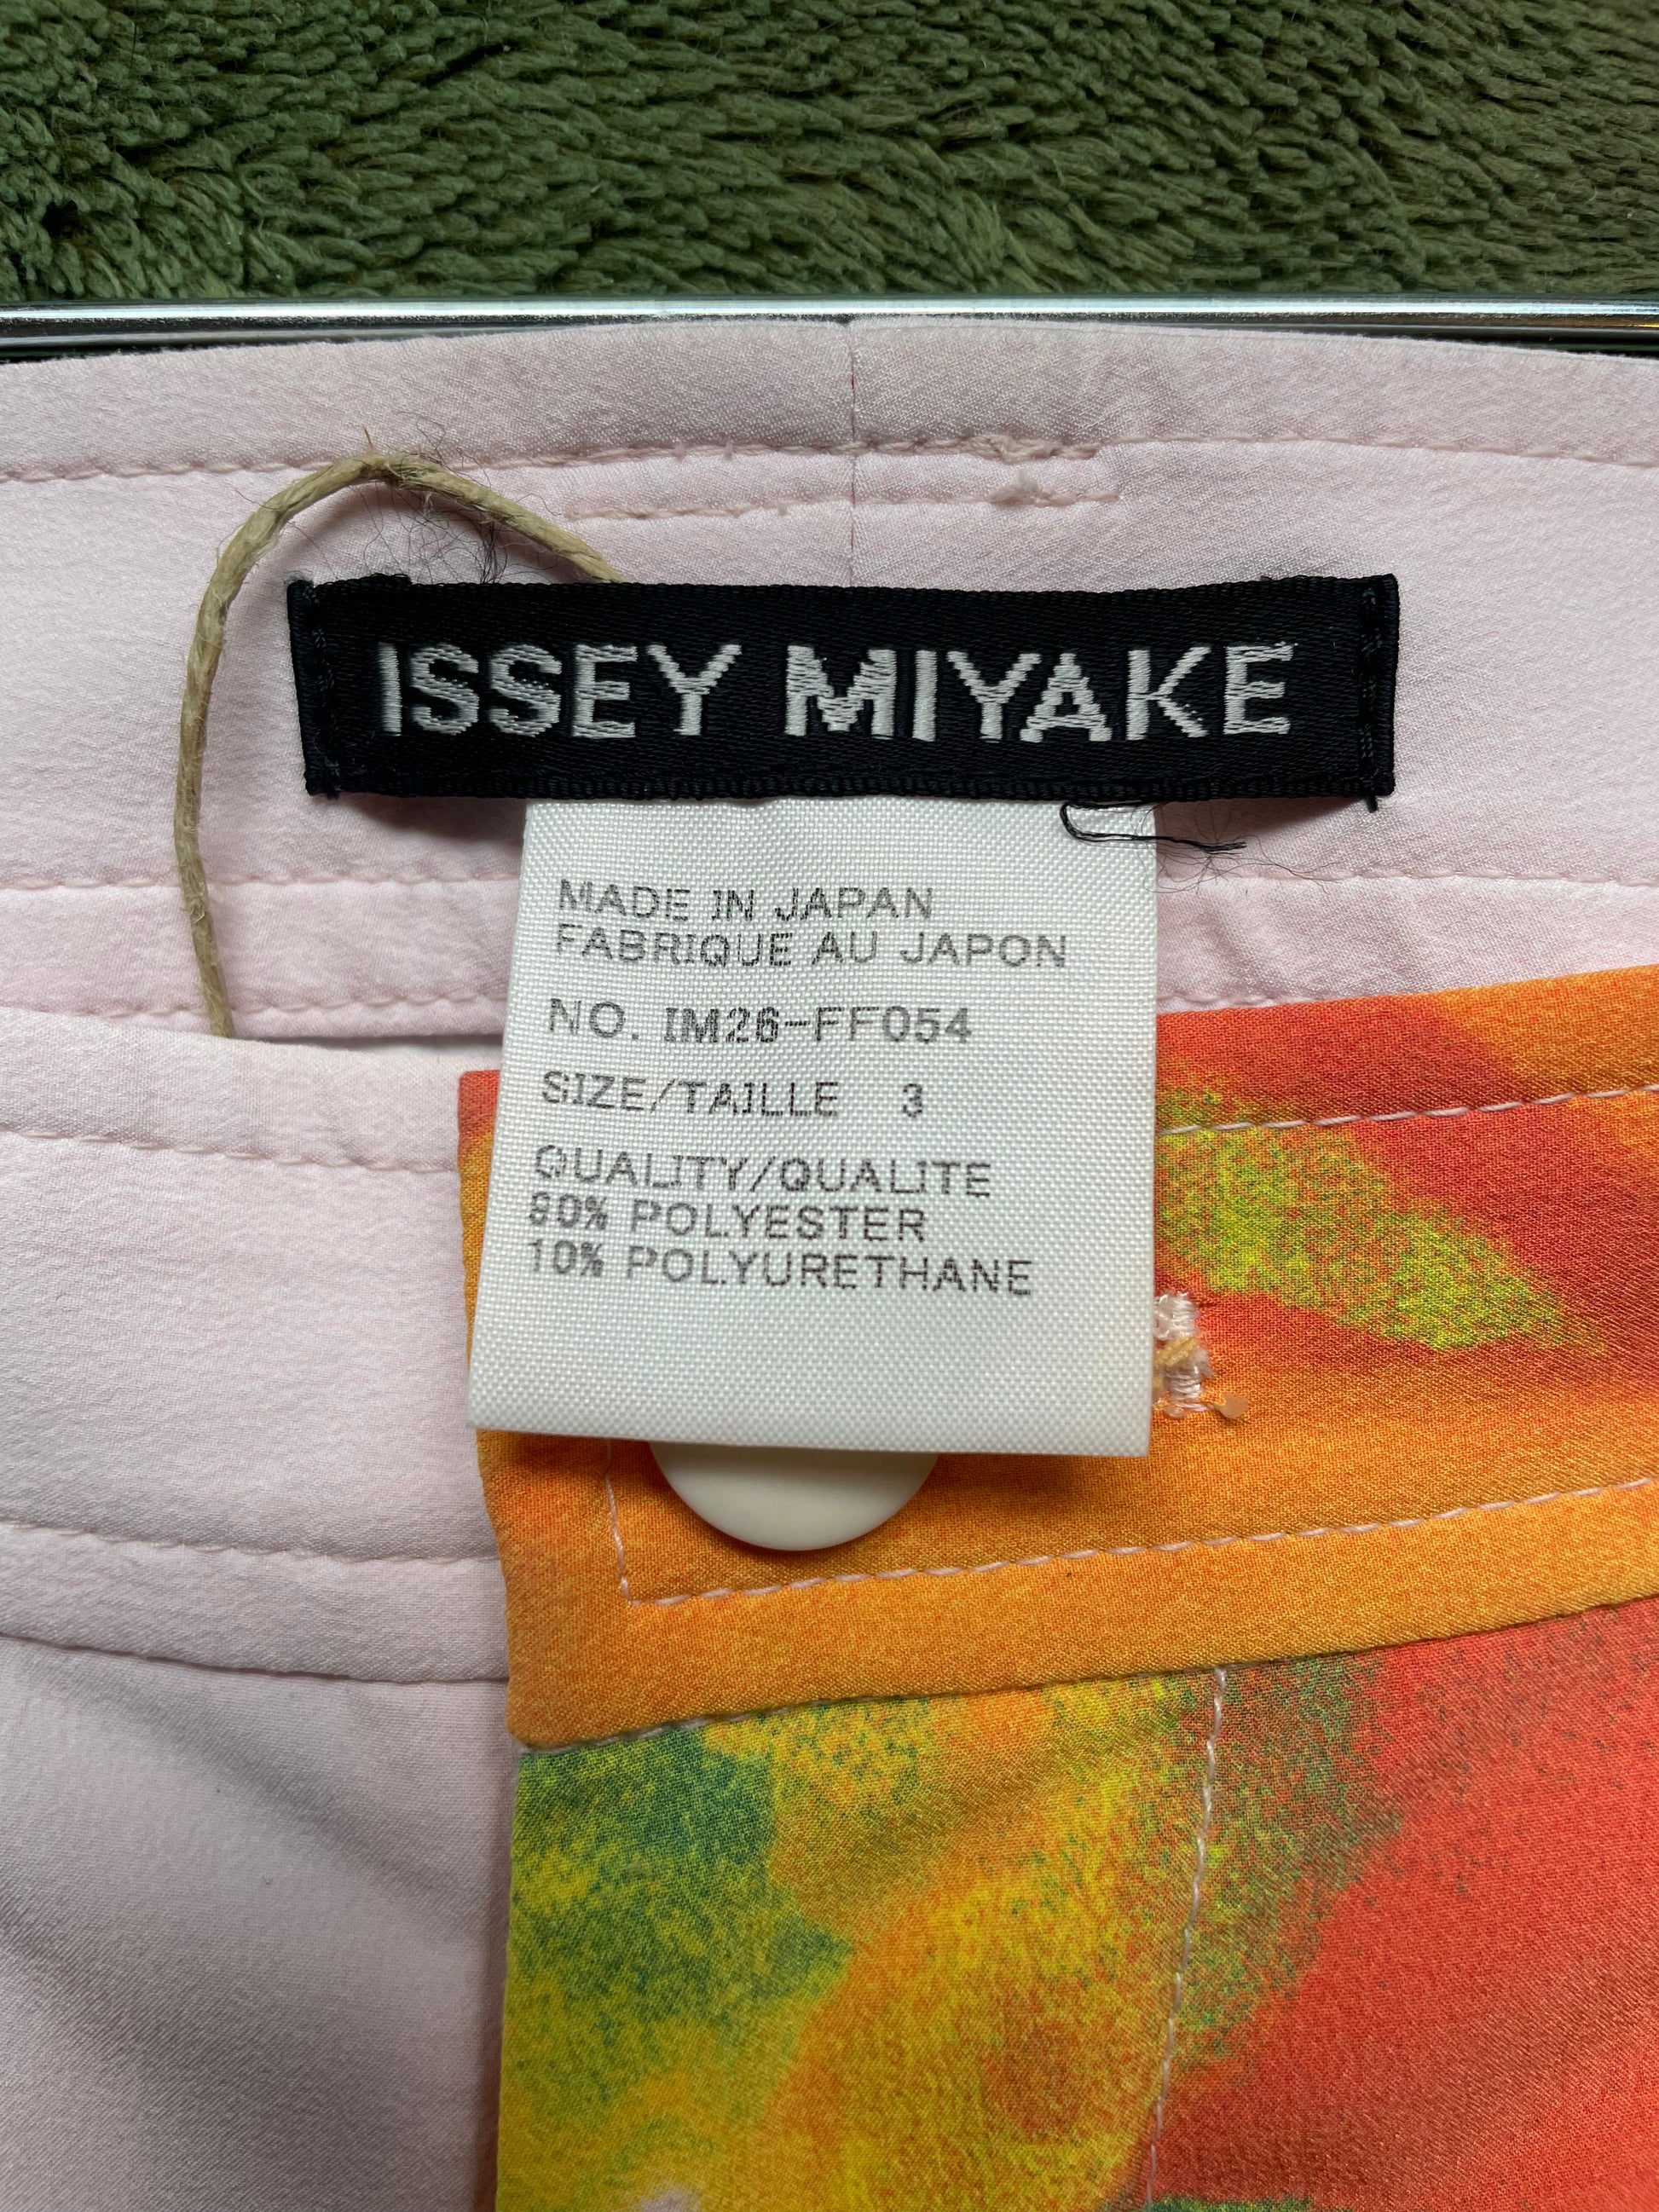 ISSEY MIYAKE
MADE IN JAPAN
FABRIQUE AU JAPON
NO. IM26-FF054
SIZE/TAILLE 3
QUALITY/QUALITE
90% POLYESTER
10% POLYURETHANE